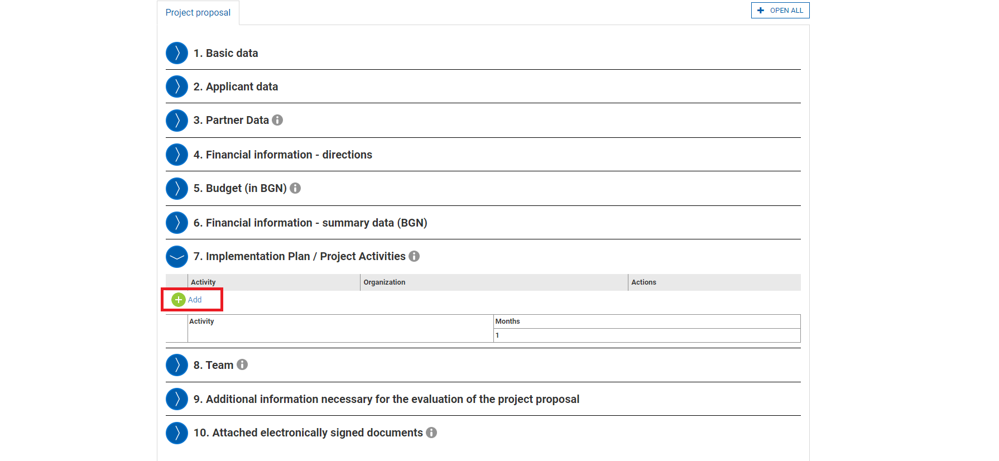 Project proposal
OPEN ALL
1. Basic data
2. Applicant data
3. Partner Data
4. Financial information - directions
5. Budget (in BGN)
6. Financial information - summary data (BGN)
7. Implementation Plan / Project Activities
Activity Organization Actions
Add
Activity Months
1
8. Team
9. Additional information necessary for the evaluation of the project proposal
10. Attached electronically signed documents